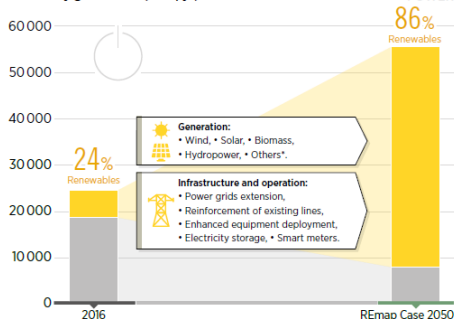 60 000
50 000
40 000
30 000
20 000
10 000
0
86%
Renewables
24%
Renewables
Generation:
• Wind, • Solar, • Biomass,
• Hydropower, • Others*.
Infrastructure and operation:
• Power grids extension,
• Reinforcement of existing lines,
• Enhanced equipment deployment,
• Electricity storage, • Smart meters.
2016
REmap Case 2050